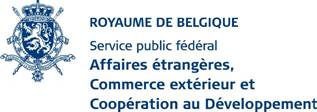 ROYAUME DE BELGIQUE
Service public fédéral
Affaires étrangères,
Commerce extérieur et
Coopération au Développement